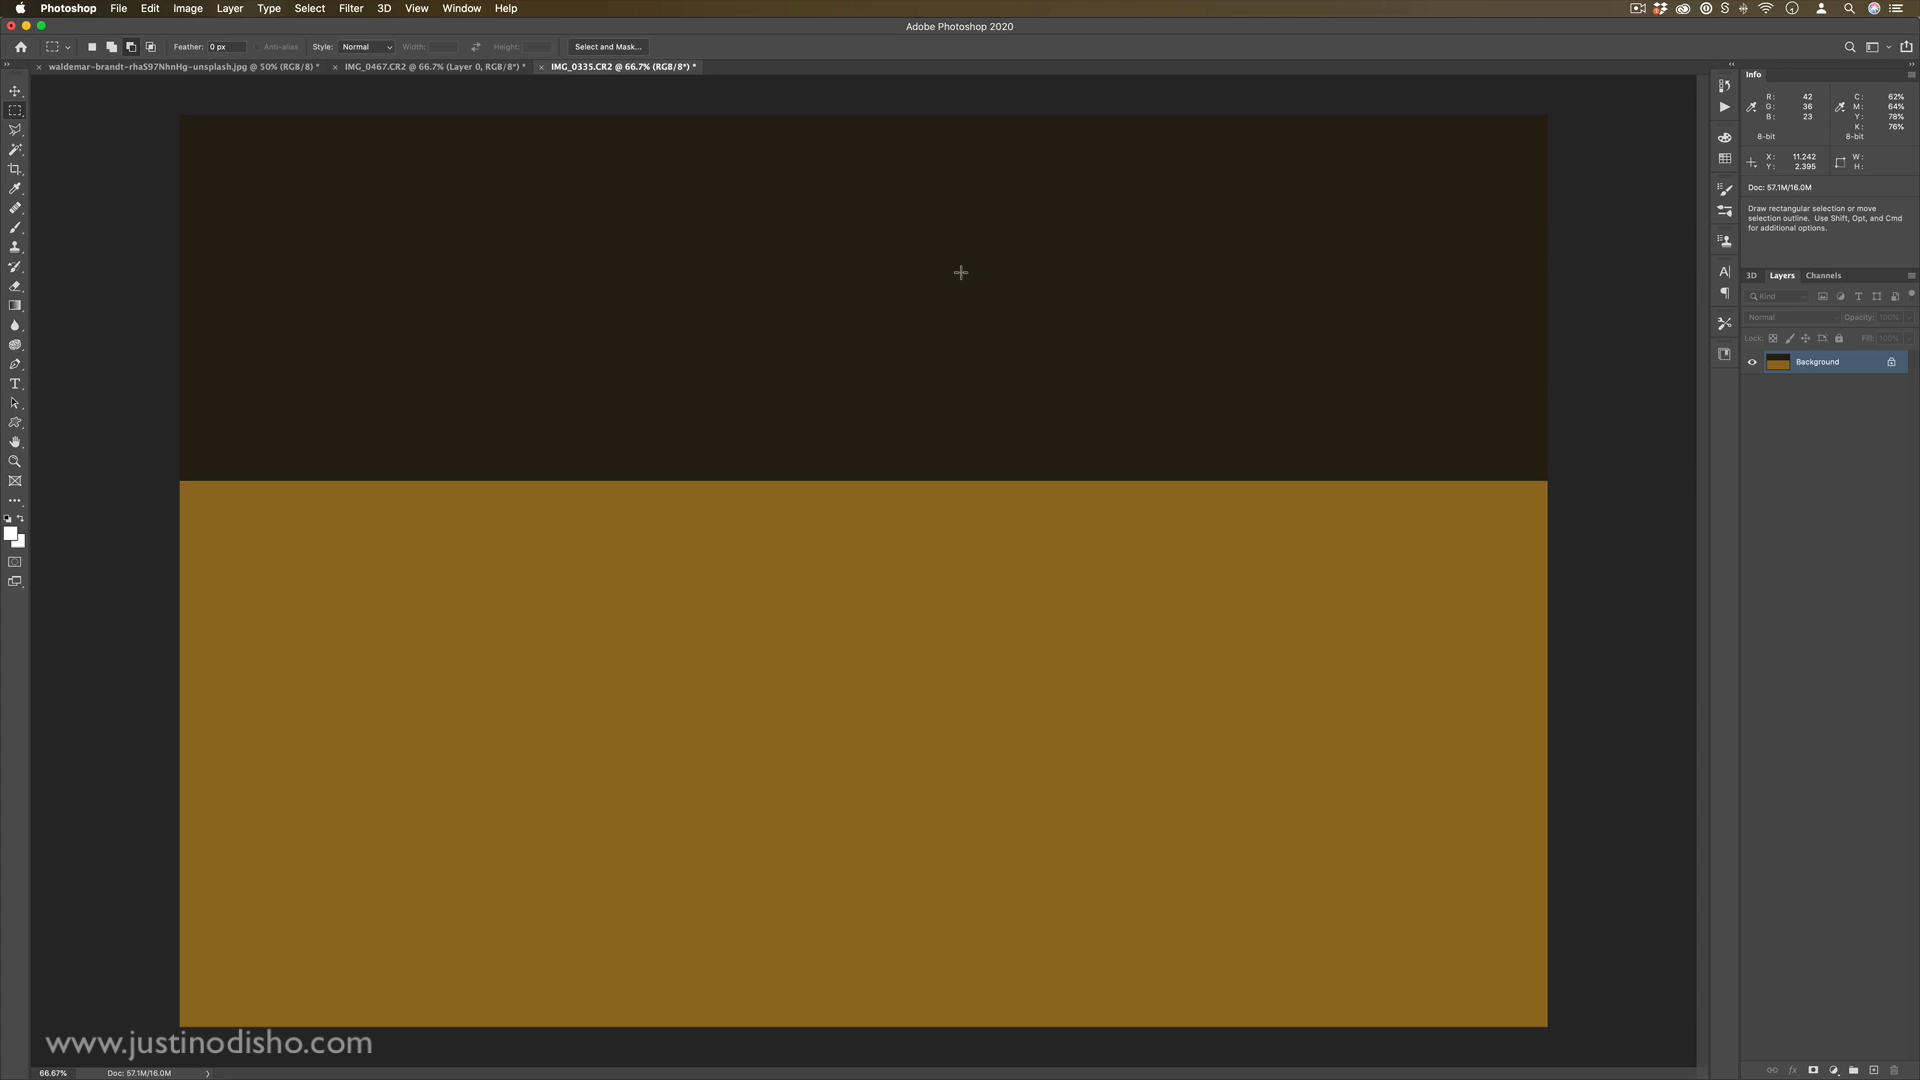 Photoshop File Edit Image Layer Type Select Filter 3D View Window Help
Adobe Photoshop 2020
Feather: 0 px Anti-alias Style: Normal Width: Height: Select and Mask...
waldemar-brandt-rhaS97NhnHg-unsplash.jpg @ 50% (RGB/8) * IMG_0467.CR2 @ 66.7% (Layer 0, RGB/8*) * IMG_0335.CR2 @ 66.7% (RGB/8*) *
Info
R: 42 C: 62%
G: 36 M: 64%
B: 23 Y: 78%
K: 76%
8-bit 8-bit
X: 11.242 W:
Y: 2.395 H:
Doc: 57.1M/16.0M
Draw rectangular selection or move
selection outline. Use Shift, Opt, and Cmd
for additional options.
3D Layers Channels
Kind
Normal Opacity: 100%
Lock: Fill: 100%
Background
www.justinodisho.com
66.67% Doc: 57.1M/16.0M